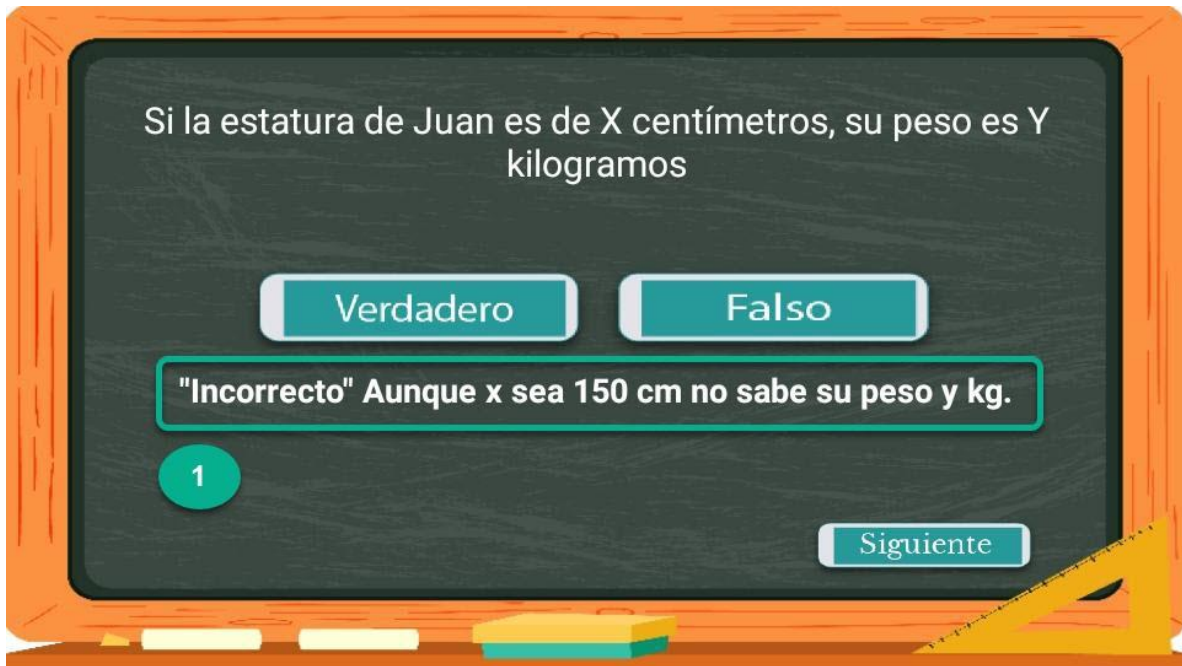 Si la estatura de Juan es de X centímetros, su peso es Y
kilogramos
Verdadero
Falso
"Incorrecto" Aunque x sea 150 cm no sabe su peso y kg.
1
Siguiente